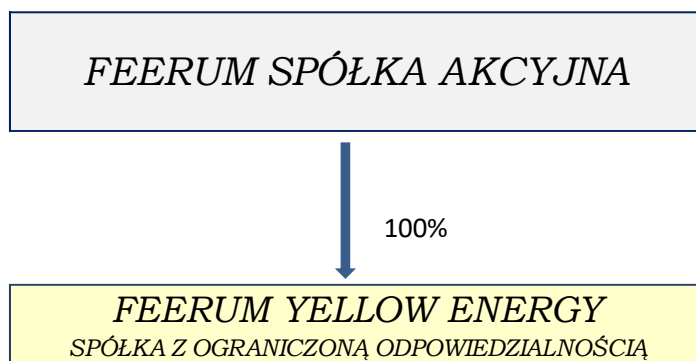 FEERUM SPÓŁKA AKCYJNA
100%
FEERUM YELLOW ENERGY
SPÓŁKA Z OGRANICZONĄ ODPOWIEDZIALNOŚCIĄ